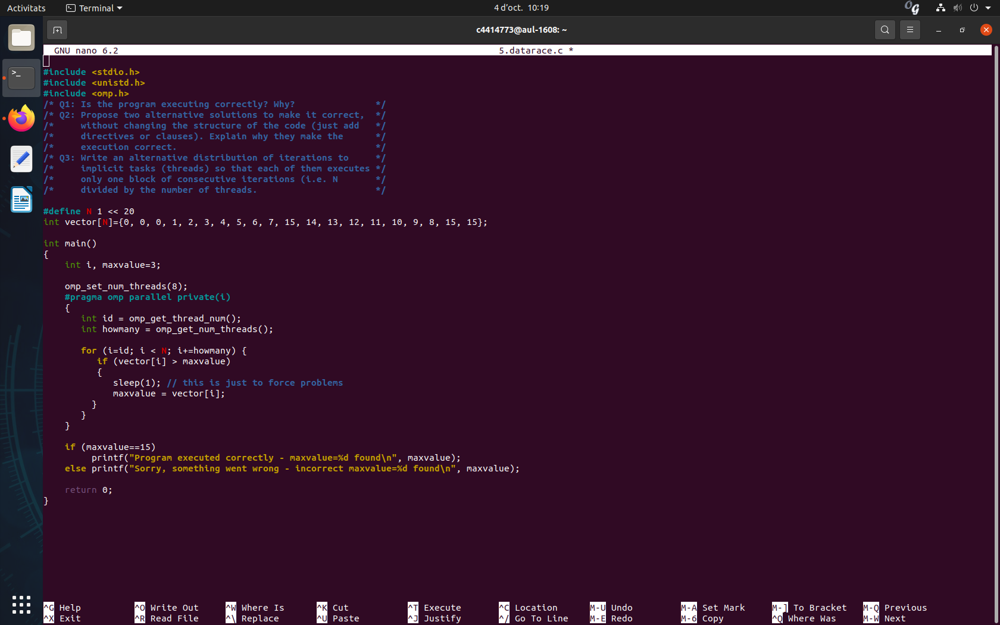 Activitats Terminal 4 d'oct. 10:19
c4414773@aul-1608: ~
GNU nano 6.2 5.datarace.c *
#include <stdio.h>
#include <unistd.h>
#include <omp.h>
/* Q1: Is the program executing correctly? Why? */
/* Q2: Propose two alternative solutions to make it correct, */
/* without changing the structure of the code (just add */
/* directives or clauses). Explain why they make the */
/* execution correct. */
/* Q3: Write an alternative distribution of iterations to */
/* implicit tasks (threads) so that each of them executes */
/* only one block of consecutive iterations (i.e. N */
/* divided by the number of threads. */
#define N 1 << 20
int vector[N]={0, 0, 0, 1, 2, 3, 4, 5, 6, 7, 15, 14, 13, 12, 11, 10, 9, 8, 15, 15};
int main()
{
int i, maxvalue=3;
omp_set_num_threads(8);
#pragma omp parallel private(i)
{
int id = omp_get_thread_num();
int howmany = omp_get_num_threads();
for (i=id; i < N; i+=howmany) {
if (vector[i] > maxvalue)
{
sleep(1); // this is just to force problems
maxvalue = vector[i];
}
}
}
if (maxvalue==15)
printf("Program executed correctly - maxvalue=%d found\n", maxvalue);
else printf("Sorry, something went wrong - incorrect maxvalue=%d found\n", maxvalue);
return 0;
}
^G Help ^O Write Out ^W Where Is ^K Cut ^T Execute ^C Location M-U Undo M-A Set Mark M-] To Bracket M-Q Previous
^X Exit ^R Read File ^\ Replace ^U Paste ^J Justify ^/ Go To Line M-E Redo M-6 Copy ^Q Where Was M-W Next